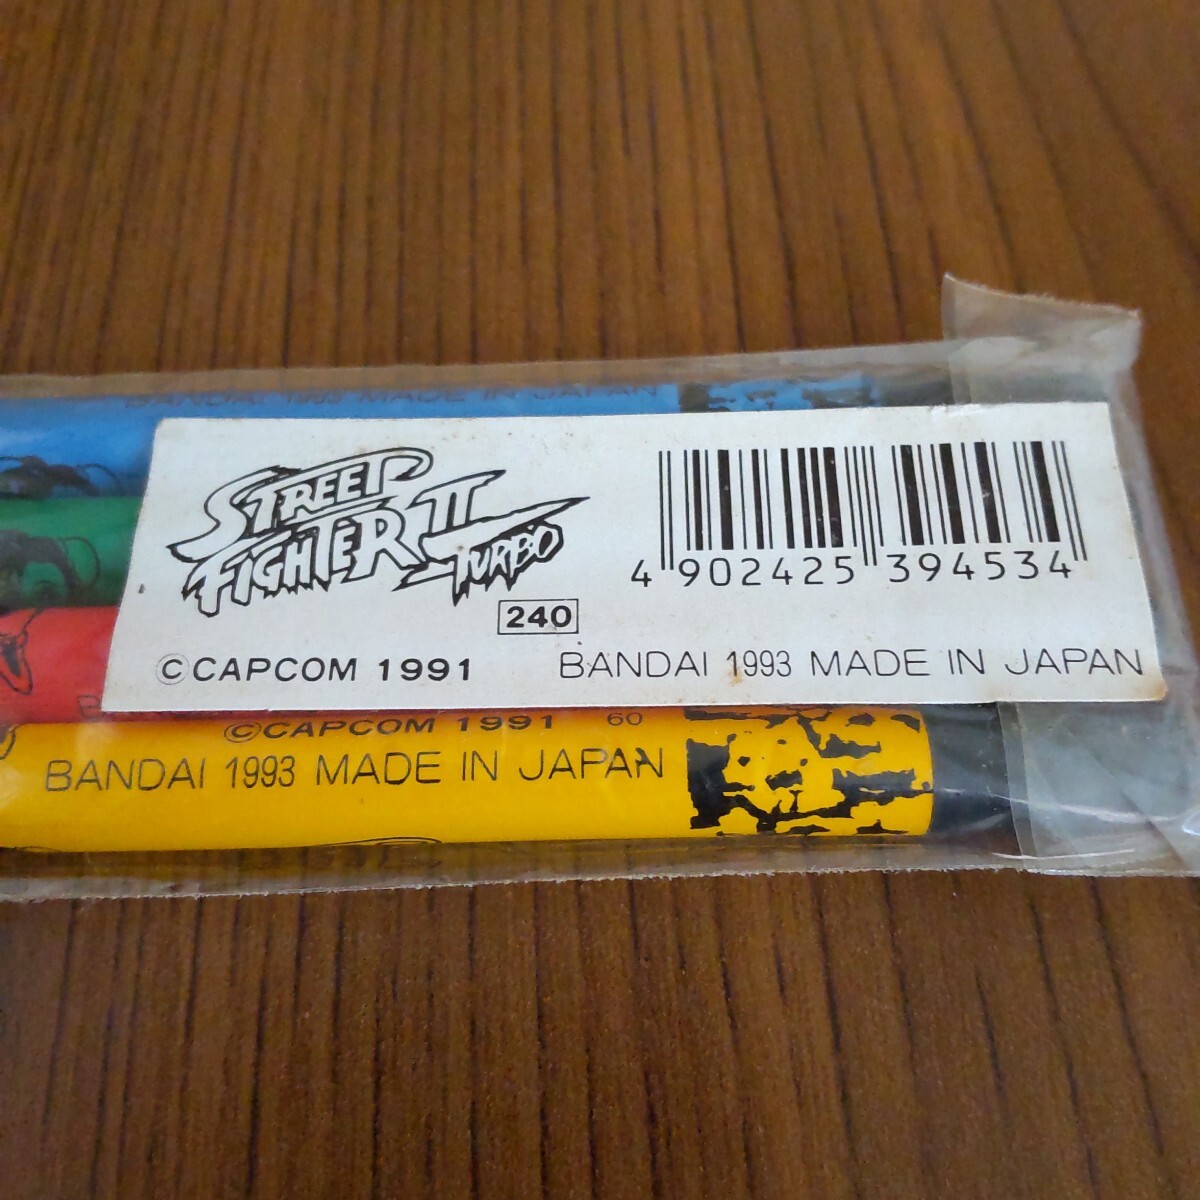 BANDAI 1993 MADE IN JAPAN
STREET
FIGHTER II
TURBO
240
4 902425 394534
©CAPCOM 1991 BANDAI 1993 MADE IN JAPAN
©CAPCOM 1991 60
BANDAI 1993 MADE IN JAPAN